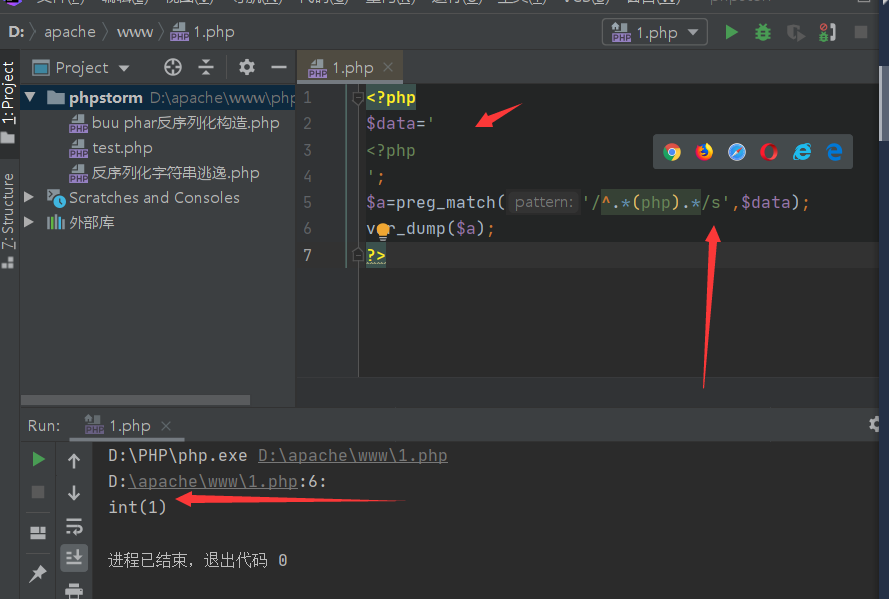 D: apache www 1.php
1.php
1: Project
Project
1.php
phpstorm D:\apache\www\php
buu phar反序列化构造.php
test.php
反序列化字符串逃逸.php
Scratches and Consoles
外部库
Z: Structure
1 <?php
2 $data='
3 <?php
4 ';
5 $a=preg_match( pattern: '/^.*(php).*/s',$data);
6 var_dump($a);
7 ?>
Run: 1.php
D:\PHP\php.exe D:\apache\www\1.php
D:\apache\www\1.php:6:
int(1)
进程已结束，退出代码 0